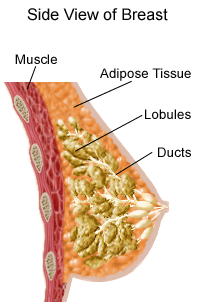 Side View of Breast
Muscle
Adipose Tissue
Lobules
Ducts